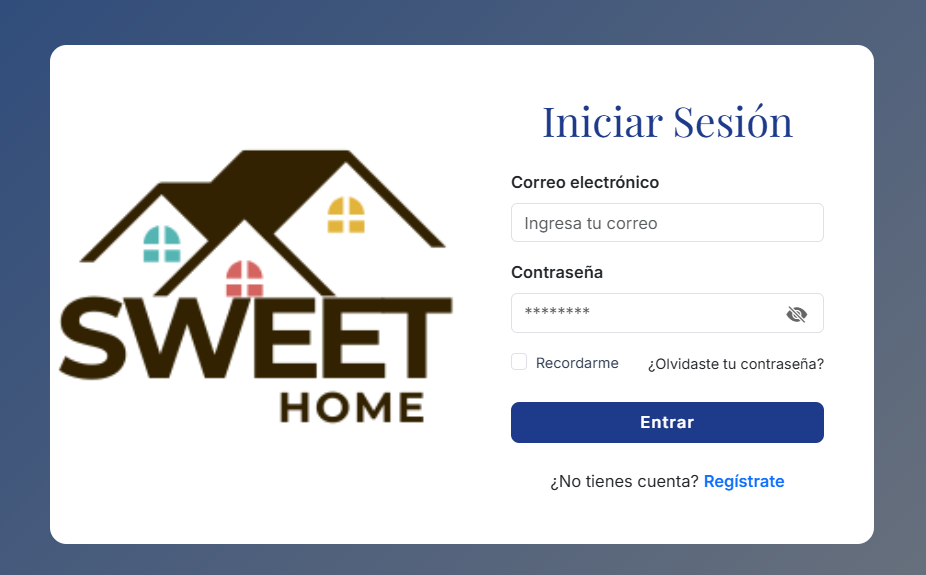 SWEET
HOME
Iniciar Sesión
Correo electrónico
Ingresa tu correo
Contraseña
********
Recordarme
¿Olvidaste tu contraseña?
Entrar
¿No tienes cuenta? Regístrate